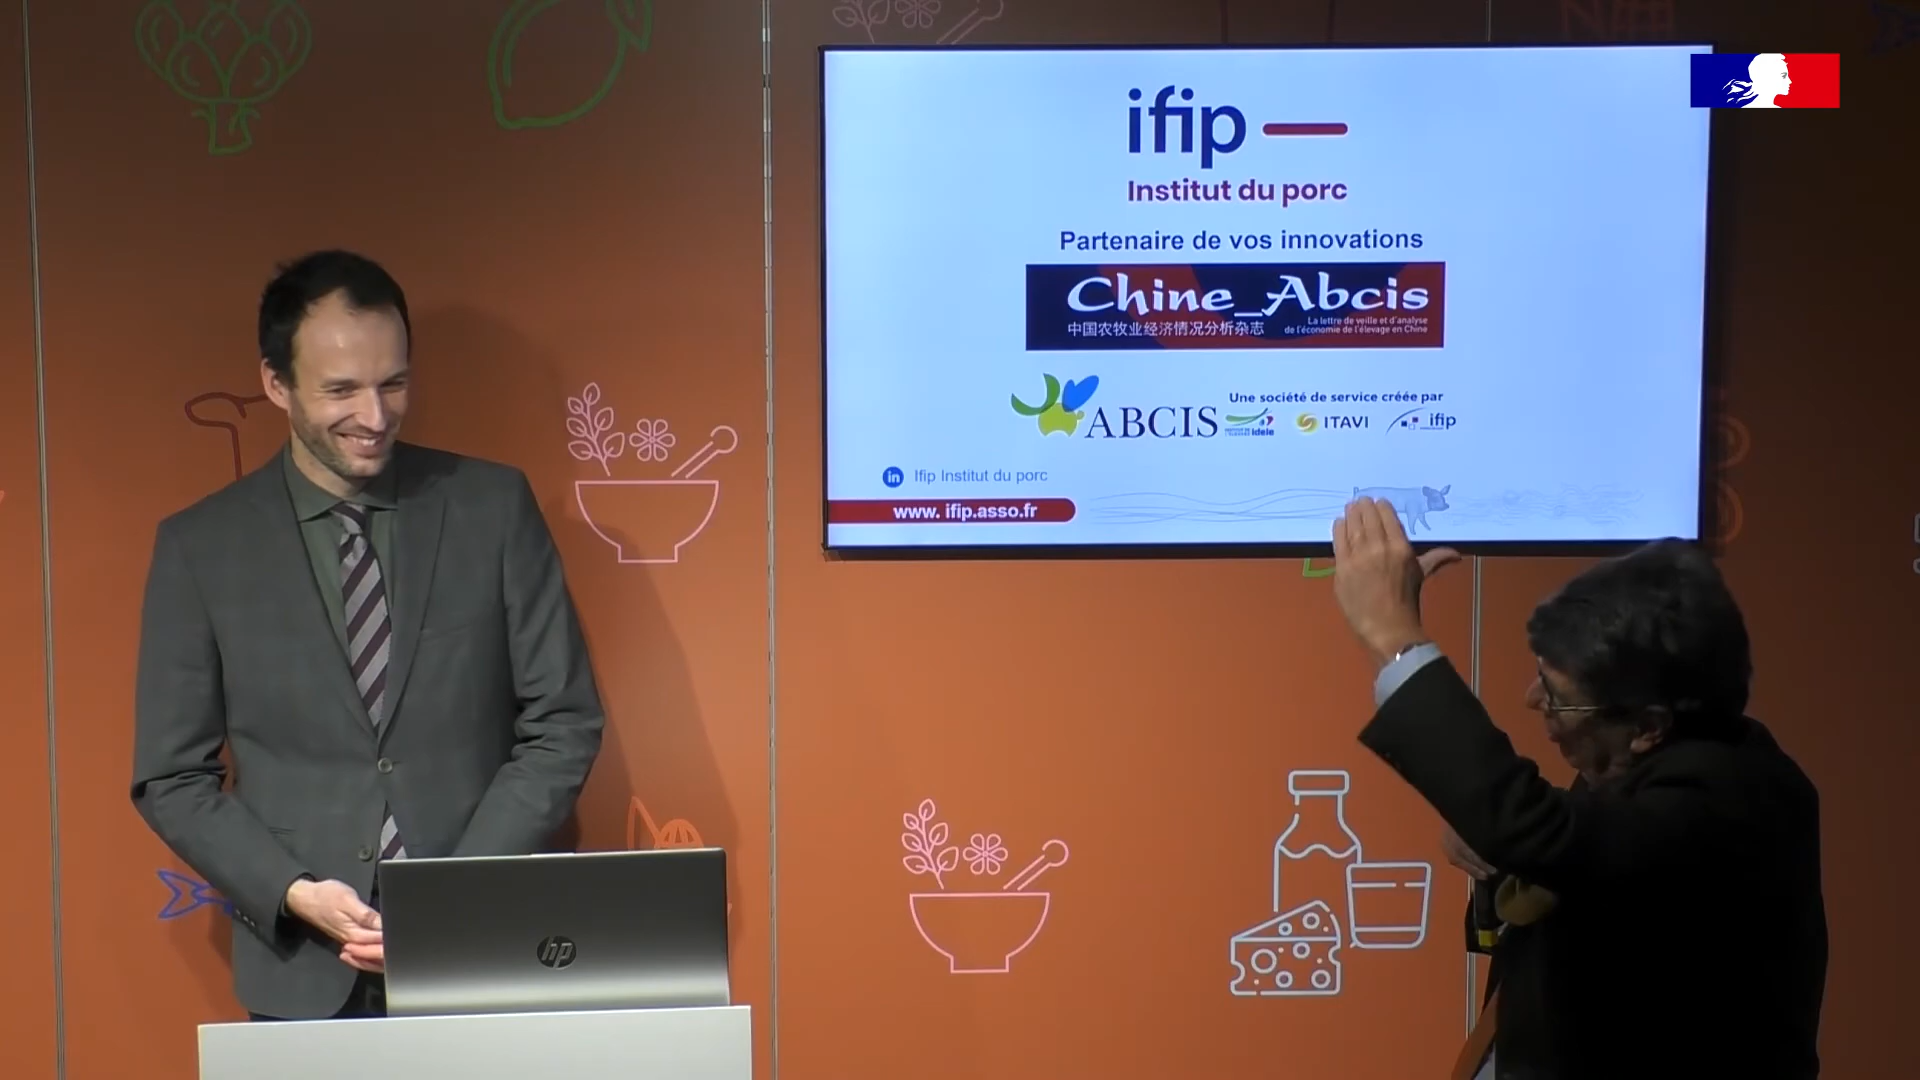 ifip
Institut du porc
Partenaire de vos innovations
Chine_Abcis
中国农牧业经济情况分析杂志
La lettre de veille et d'analyse
de l'économie de l'élevage en Chine
ABCIS
Une société de service créée par
idele
ITAVI
ifip
in Ifip Institut du porc
www. ifip.asso.fr
hp